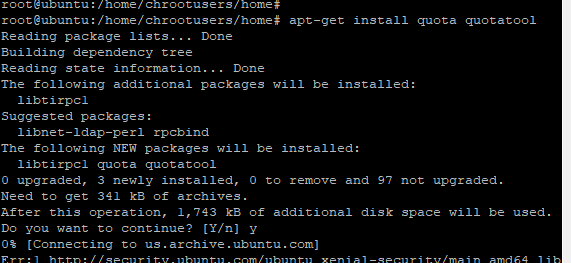 root@ubuntu:/home/chrootusers/home#
root@ubuntu:/home/chrootusers/home# apt-get install quota quotatool
Reading package lists... Done
Building dependency tree
Reading state information... Done
The following additional packages will be installed:
  libtirpc1
Suggested packages:
  libnet-ldap-perl rpcbind
The following NEW packages will be installed:
  libtirpc1 quota quotatool
0 upgraded, 3 newly installed, 0 to remove and 97 not upgraded.
Need to get 341 kB of archives.
After this operation, 1,743 kB of additional disk space will be used.
Do you want to continue? [Y/n] y
0% [Connecting to us.archive.ubuntu.com]
Err:1 http://security.ubuntu.com/ubuntu xenial-security/main amd64 lib